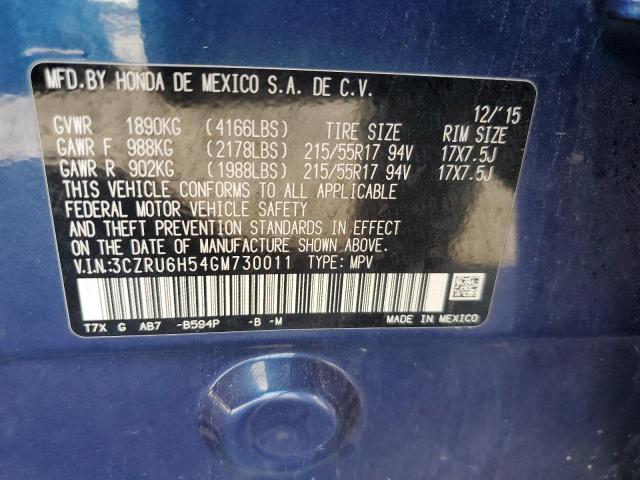 MFD.BY HONDA DE MEXICO S.A. DE C.V.
12/'15
GVWR 1890KG (4166LBS) TIRE SIZE RIM SIZE
GAWR F 988KG (2178LBS) 215/55R17 94V 17X7.5J
GAWR R 902KG (1988LBS) 215/55R17 94V 17X7.5J
THIS VEHICLE CONFORMS TO ALL APPLICABLE
FEDERAL MOTOR VEHICLE SAFETY
AND THEFT PREVENTION STANDARDS IN EFFECT
ON THE DATE OF MANUFACTURE SHOWN ABOVE.
V.I.N.:3CZRU6H54GM730011 TYPE: MPV
T7X G AB7 -B594P -B -M MADE IN MEXICO